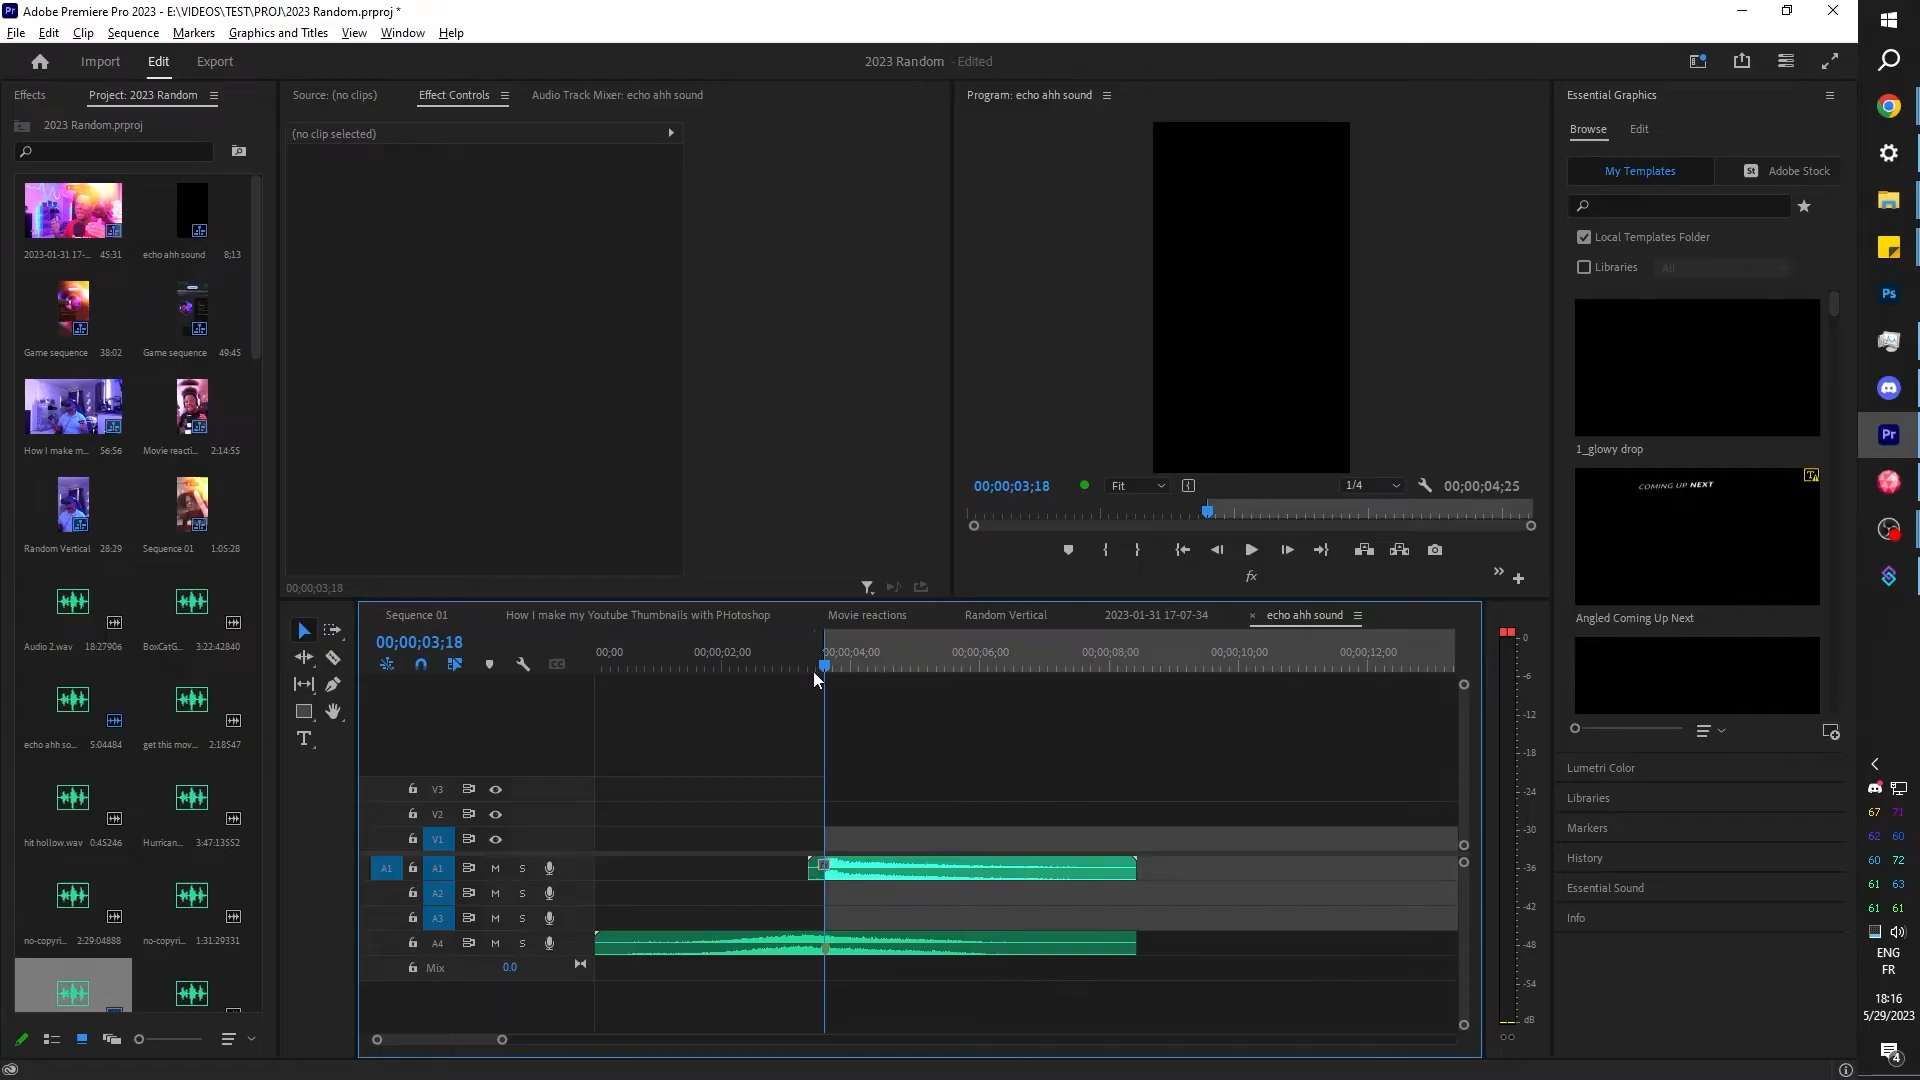 Adobe Premiere Pro 2023 - E:\VIDEOS\TEST\PROJ\2023 Random.prproj *
File Edit Clip Sequence Markers Graphics and Titles View Window Help
Import Edit Export
2023 Random - Edited
Effects Project: 2023 Random
2023 Random.prproj
2023-01-31 17-... 45:31 echo ahh sound 8;13
Game sequence 38:02 Game sequence 49:45
How I make m... 56:56 Movie reacti... 2:14:55
Random Vertical 28:29 Sequence 01 1:05:28
Audio 2.wav 18:27906 BoxCatG... 3:22:42840
echo ahh so... 5:04484 get this mov... 2:18547
hit hollow.wav 0:45246 Hurrican... 3:47:13552
no-copyri... 2:29:04888 no-copyri... 1:31:29331
Source: (no clips) Effect Controls Audio Track Mixer: echo ahh sound
(no clip selected)
00;00;03;18
Program: echo ahh sound
00;00;03;18 Fit 1/4 00;00;04;25
fx
Essential Graphics
Browse Edit
My Templates St Adobe Stock
Local Templates Folder
Libraries All
1_glowy drop
COMING UP NEXT
Angled Coming Up Next
Lumetri Color
Libraries
Markers
History
Essential Sound
Info
Sequence 01 How I make my Youtube Thumbnails with PHotoshop Movie reactions Random Vertical 2023-01-31 17-07-34 × echo ahh sound
00;00;03;18
00;00 00;00;02;00 00;00;04;00 00;00;06;00 00;00;08;00 00;00;10;00 00;00;12;00
V3
V2
V1
A1 A1 M S
A2 M S
A3 M S
A4 M S
Mix 0.0
0
-6
-12
-18
-24
-30
-36
-42
-48
-54
dB
Ps
Pr
67 71
62 60
60 72
61 63
61 61
ENG
FR
18:16
5/29/2023
4